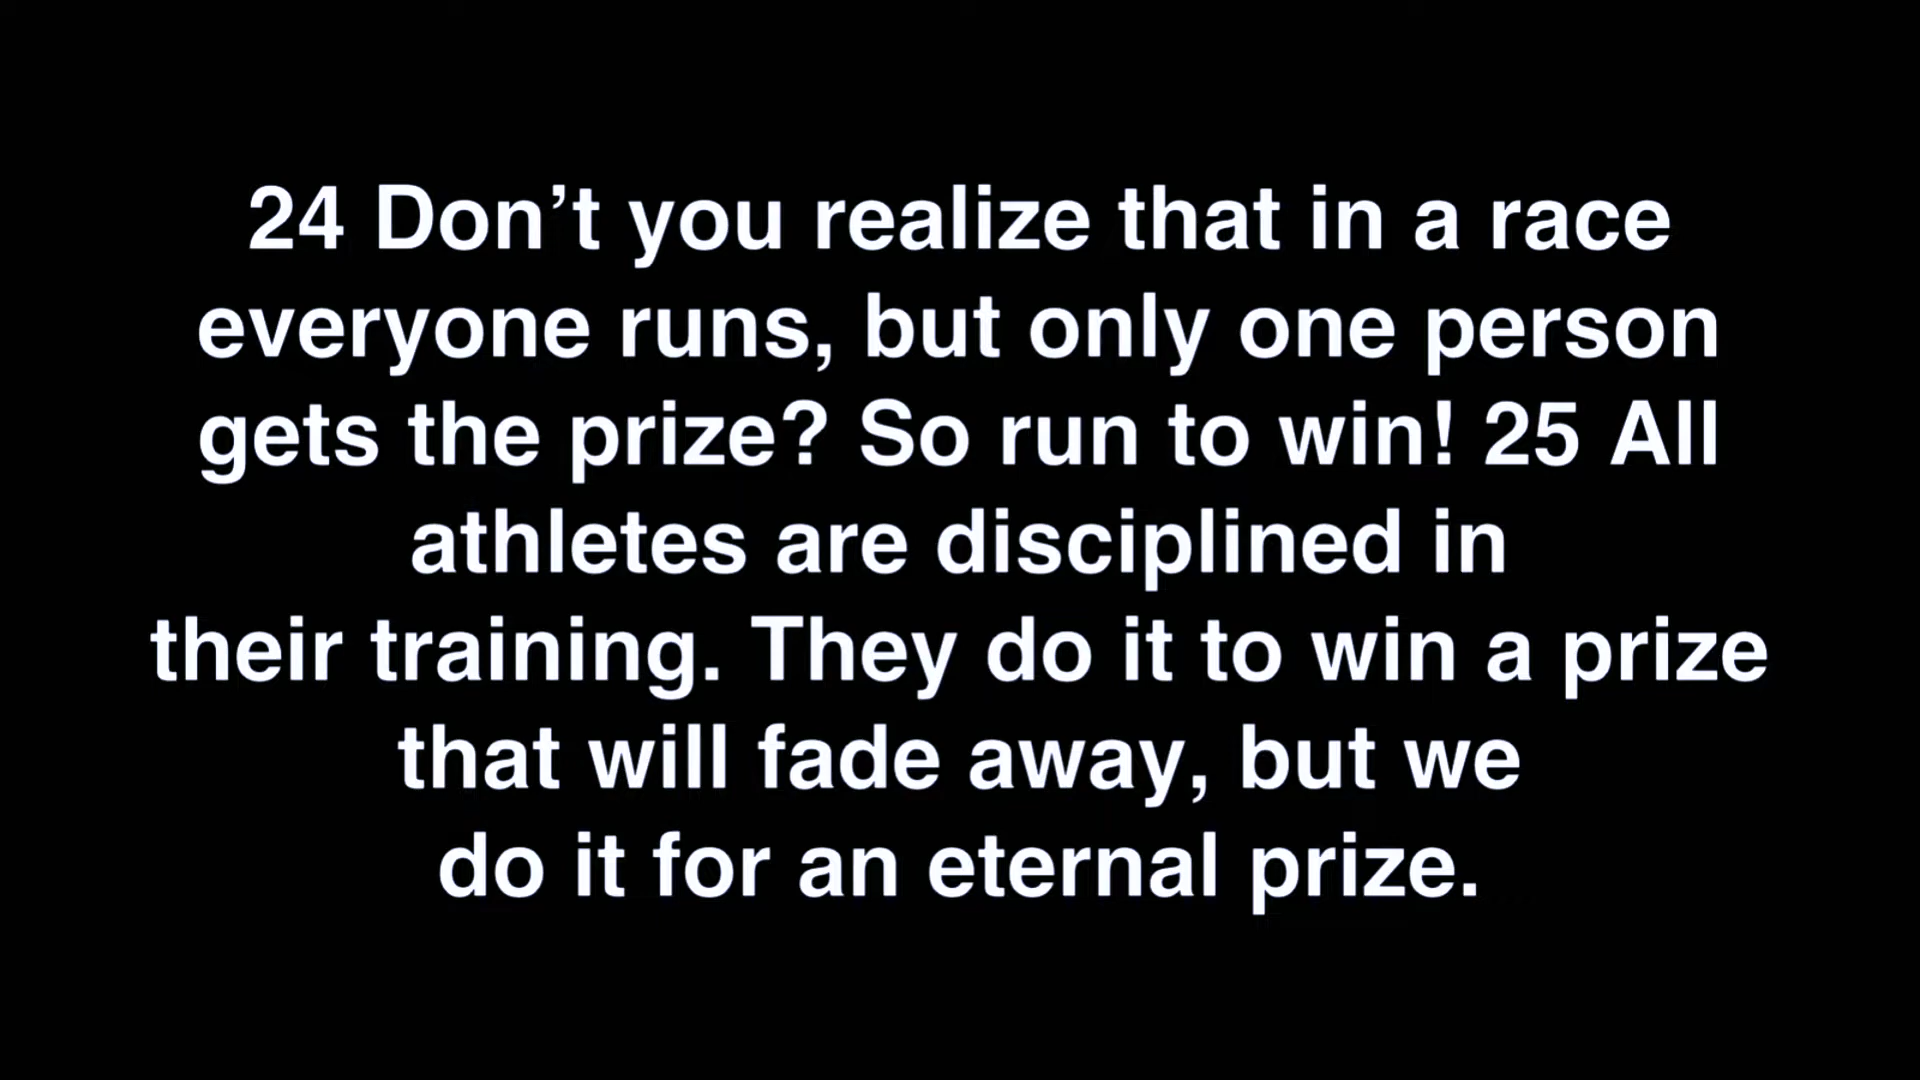 24 Don’t you realize that in a race
everyone runs, but only one person
gets the prize? So run to win! 25 All
athletes are disciplined in
their training. They do it to win a prize
that will fade away, but we
do it for an eternal prize.